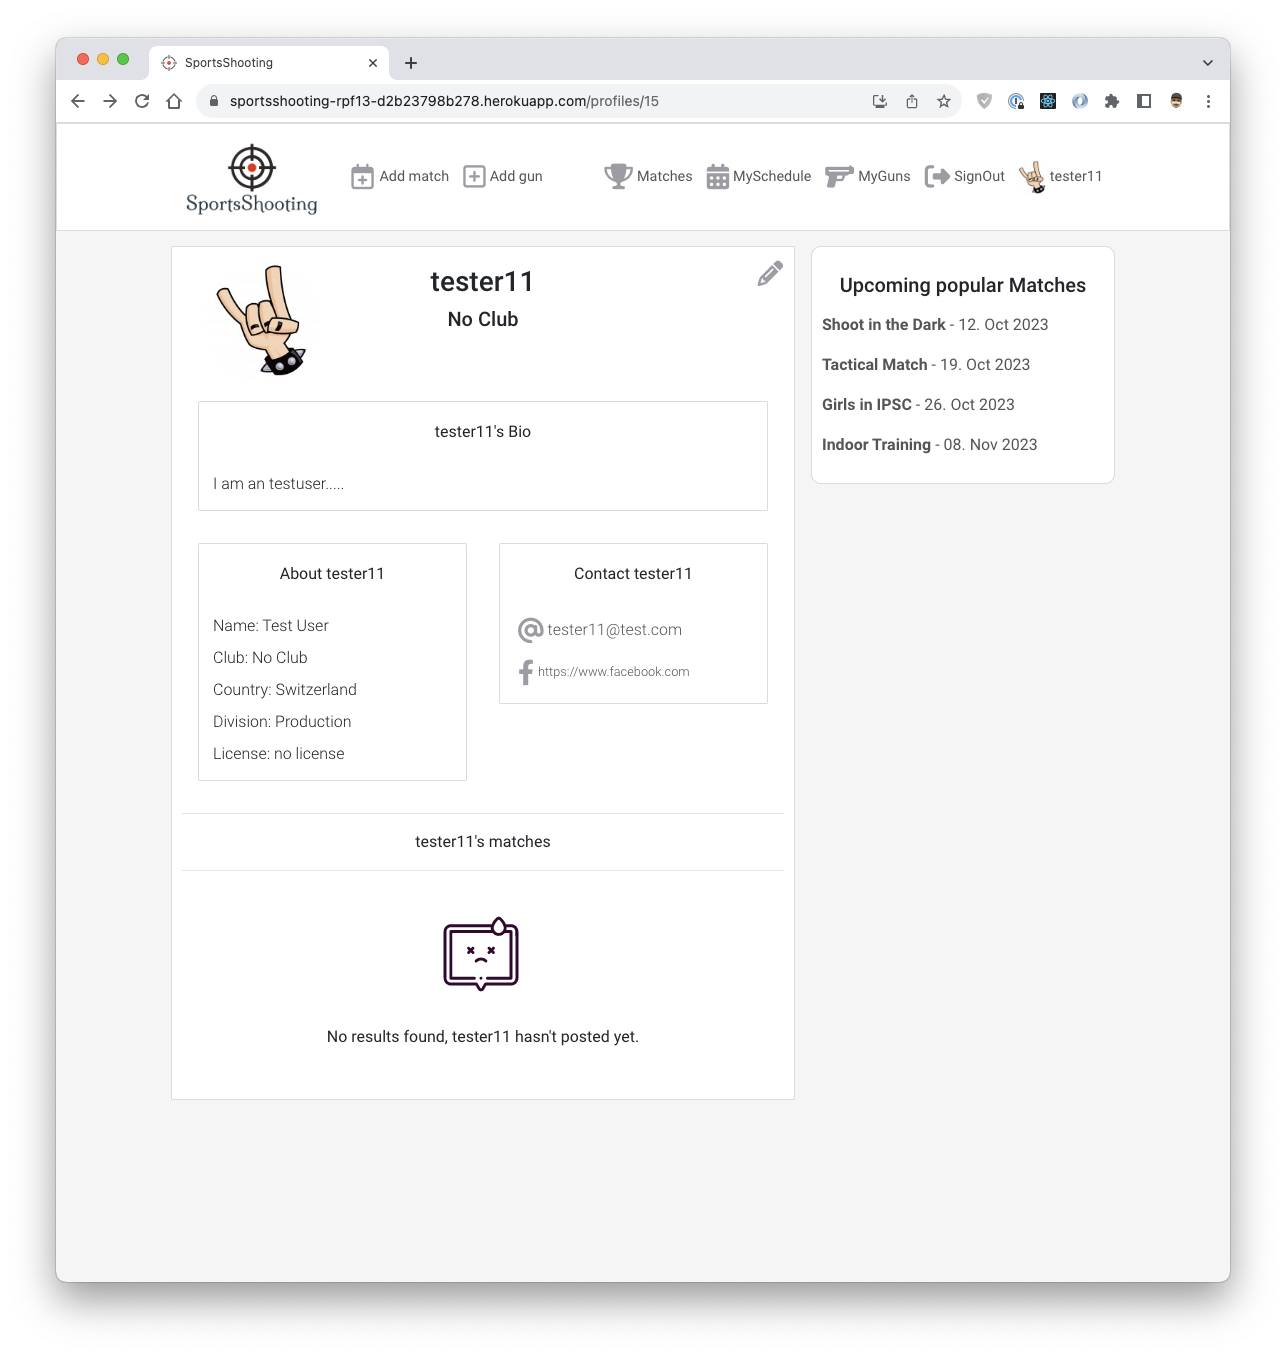 SportsShooting
sportsshooting-rpf13-d2b23798b278.herokuapp.com/profiles/15
SportsShooting
Add match
Add gun
Matches
MySchedule
MyGuns
SignOut
tester11
tester11
No Club
tester11's Bio
I am an testuser.....
About tester11
Name: Test User
Club: No Club
Country: Switzerland
Division: Production
License: no license
Contact tester11
tester11@test.com
https://www.facebook.com
tester11's matches
No results found, tester11 hasn't posted yet.
Upcoming popular Matches
Shoot in the Dark - 12. Oct 2023
Tactical Match - 19. Oct 2023
Girls in IPSC - 26. Oct 2023
Indoor Training - 08. Nov 2023